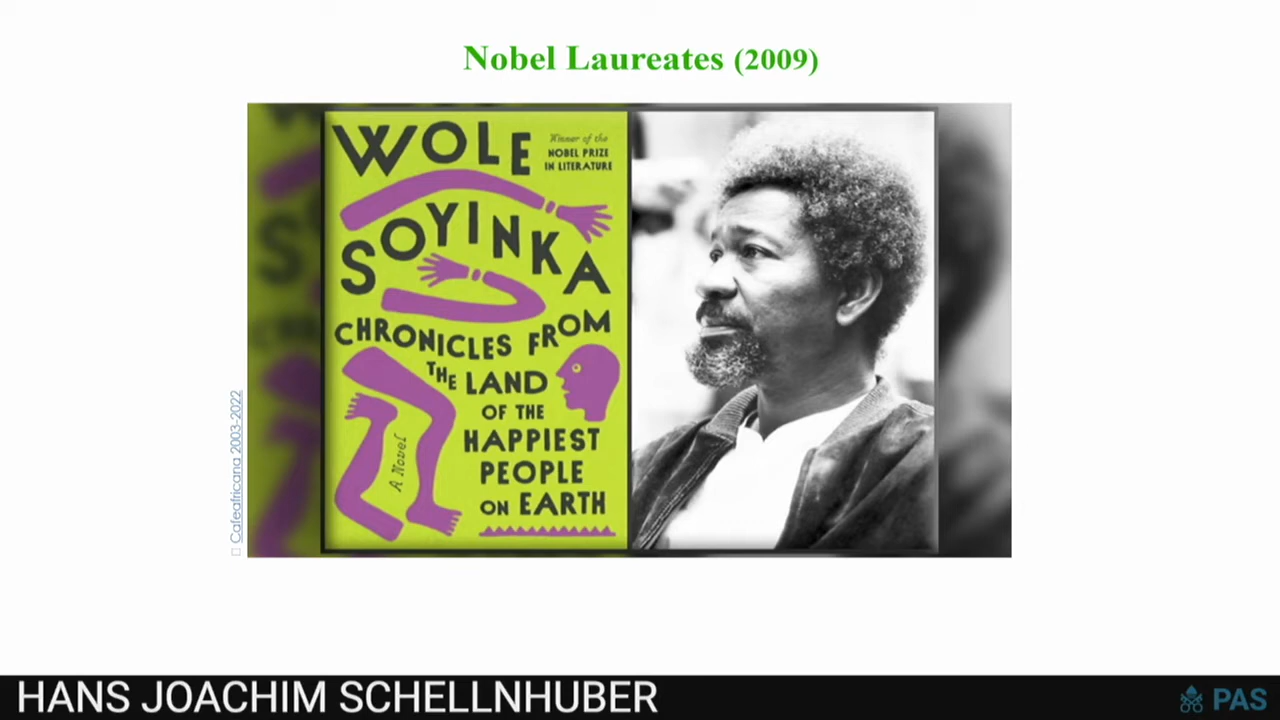 Nobel Laureates (2009)
WOLE
Winner of the
NOBEL PRIZE
IN LITERATURE
SOYINKA
CHRONICLES FROM
THE LAND
OF THE
HAPPIEST
PEOPLE
ON EARTH
A Novel
Cafeafricana 2003-2022
HANS JOACHIM SCHELLNHUBER
PAS